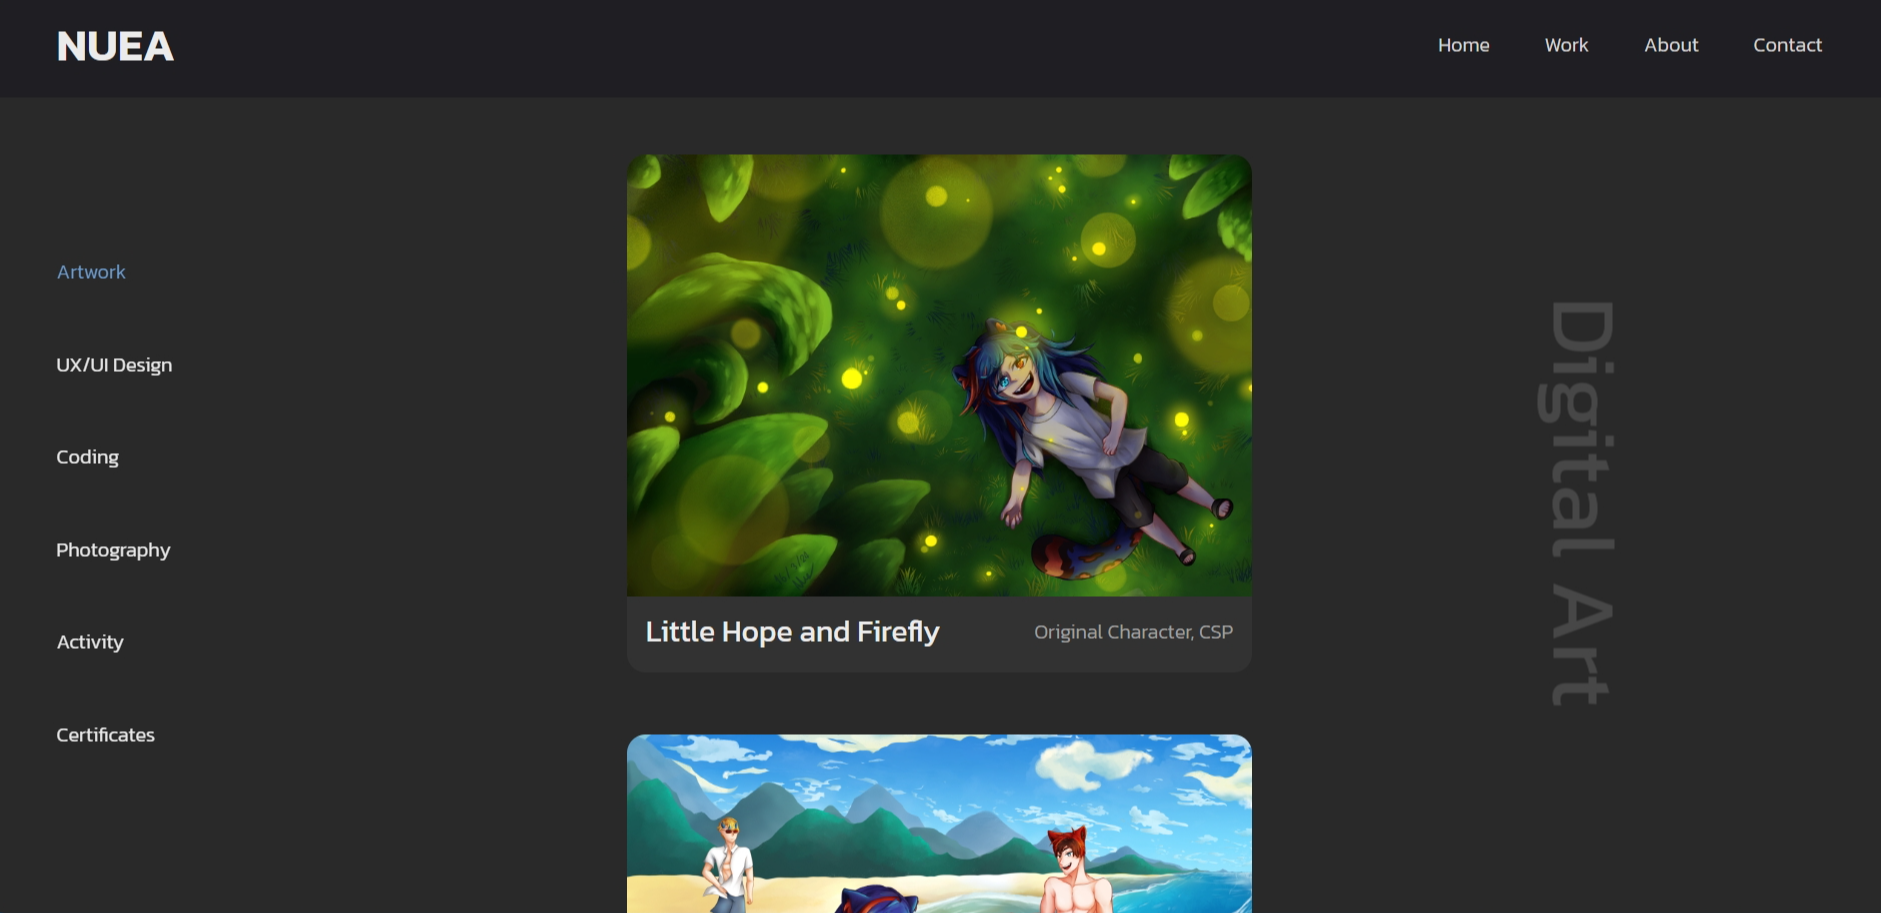 NUEA
Home
Work
About
Contact
Artwork
UX/UI Design
Coding
Photography
Activity
Certificates
Little Hope and Firefly
Original Character, CSP
Digital Art